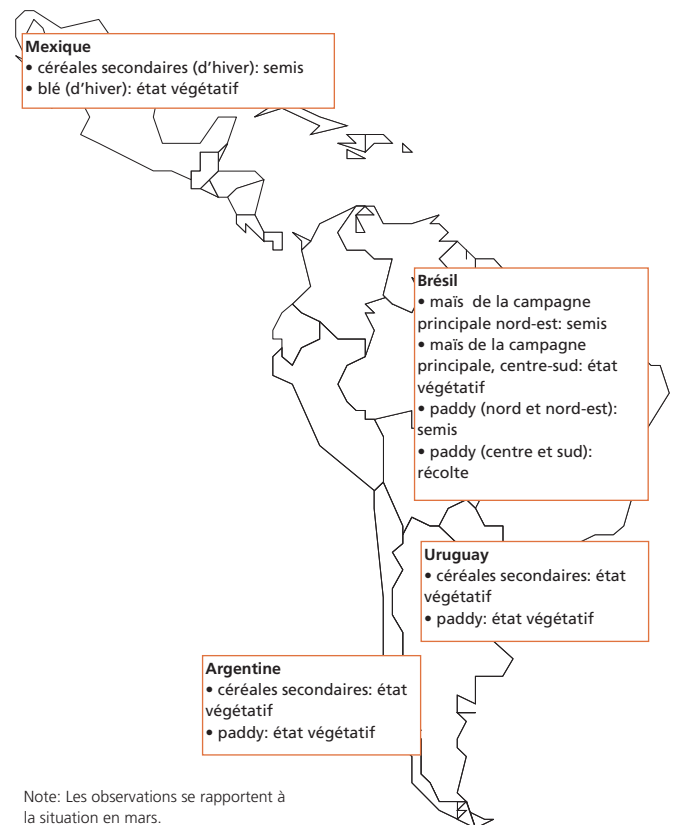 Mexique
• céréales secondaires (d’hiver): semis
• blé (d’hiver): état végétatif
Brésil
• maïs de la campagne
principale nord-est: semis
• maïs de la campagne
principale, centre-sud: état
végétatif
• paddy (nord et nord-est):
semis
• paddy (centre et sud):
récolte
Uruguay
• céréales secondaires: état
végétatif
• paddy: état végétatif
Argentine
• céréales secondaires: état
végétatif
• paddy: état végétatif
Note: Les observations se rapportent à
la situation en mars.